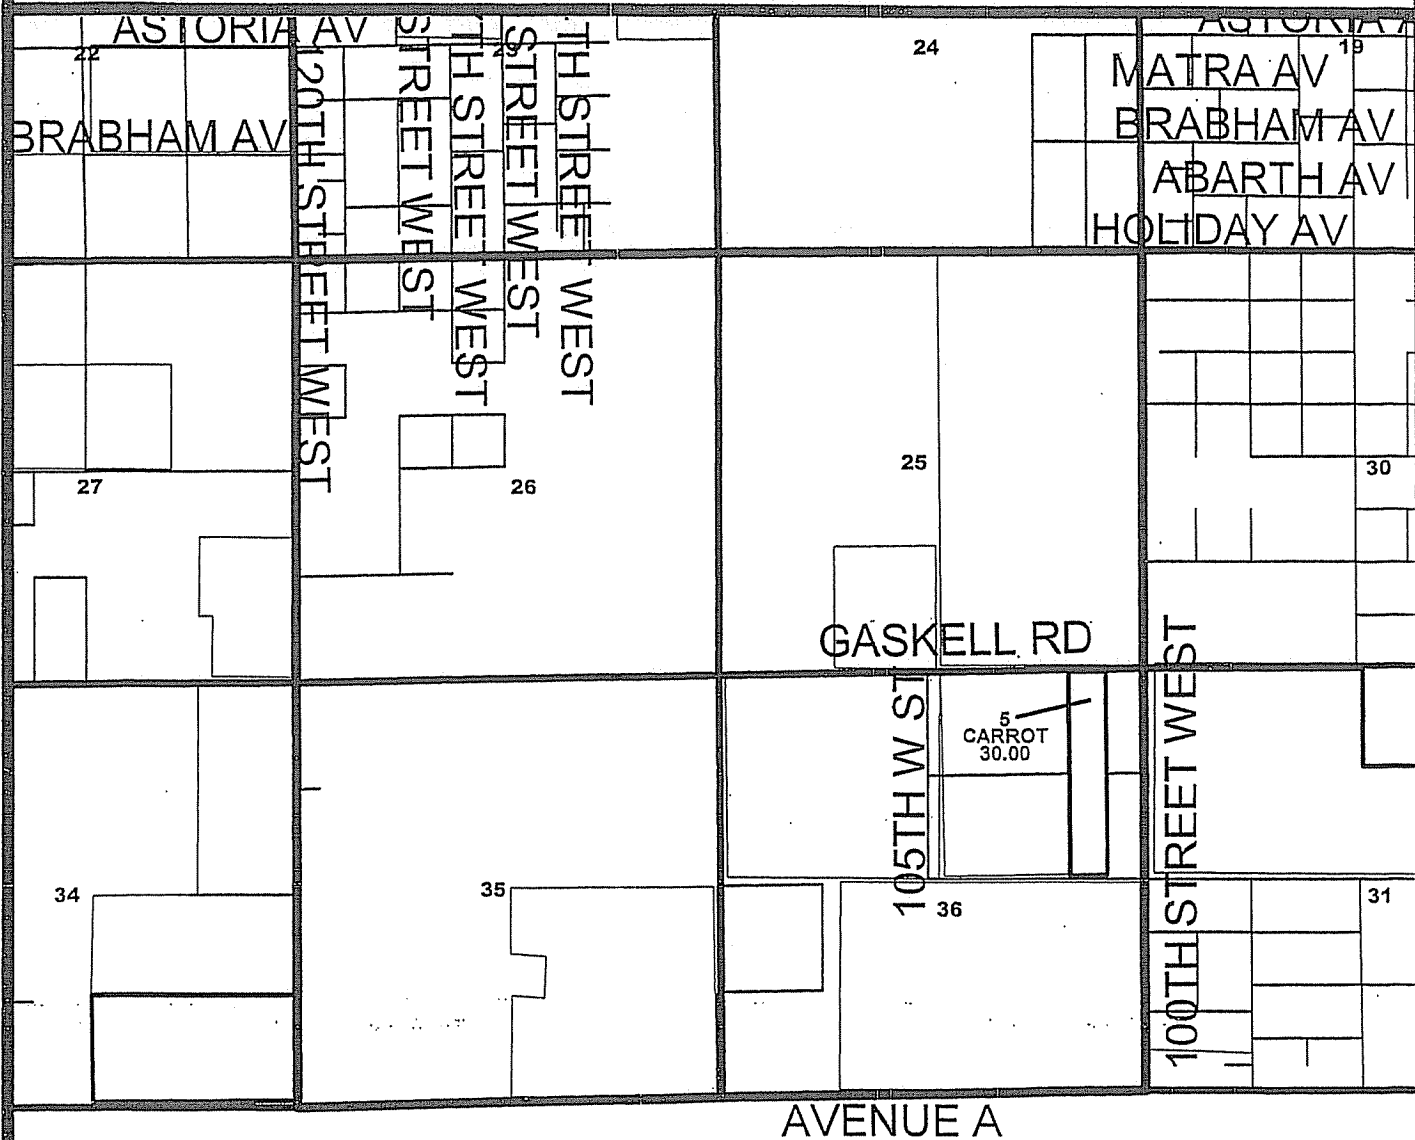 ASTORIA AV
22
BRABHAM AV
120TH STREET WEST
STREET WEST
TH STREET WEST
STREET WEST
TH STREET WEST
24
ASTORIA A
19
MATRA AV
BRABHAM AV
ABARTH AV
HOLIDAY AV
27
26
25
30
GASKELL RD
105TH W ST
5
CARROT
30.00
100TH STREET WEST
34
35
36
31
AVENUE A